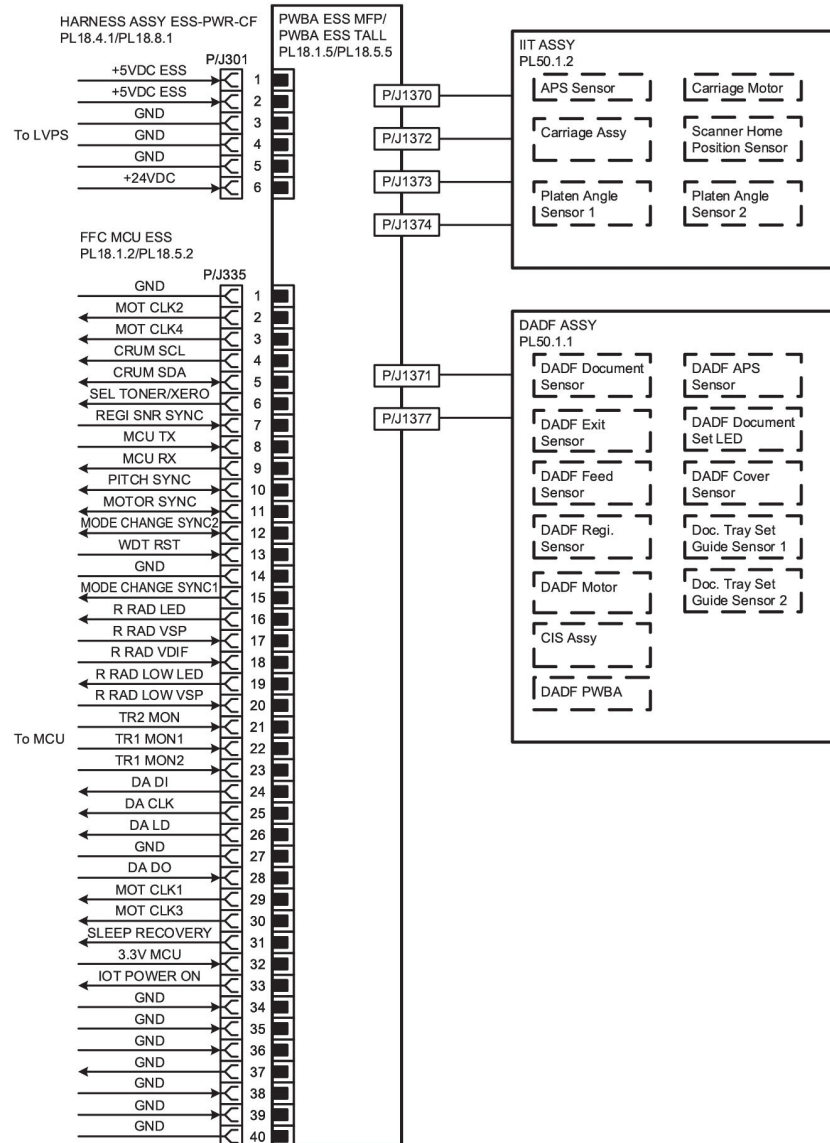 HARNESS ASSY ESS-PWR-CF
PL18.4.1/PL18.8.1
P/J301
PWBA ESS MFP/
PWBA ESS TALL
PL18.1.5/PL18.5.5
To LVPS
+5VDC ESS 1
+5VDC ESS 2
GND 3
GND 4
GND 5
+24VDC 6
FFC MCU ESS
PL18.1.2/PL18.5.2
P/J335
To MCU
GND 1
MOT CLK2 2
MOT CLK4 3
CRUM SCL 4
CRUM SDA 5
SEL TONER/XERO 6
REGI SNR SYNC 7
MCU TX 8
MCU RX 9
PITCH SYNC 10
MOTOR SYNC 11
MODE CHANGE SYNC2 12
WDT RST 13
GND 14
MODE CHANGE SYNC1 15
R RAD LED 16
R RAD VSP 17
R RAD VDIF 18
R RAD LOW LED 19
R RAD LOW VSP 20
TR2 MON 21
TR1 MON1 22
TR1 MON2 23
DA DI 24
DA CLK 25
DA LD 26
GND 27
DA DO 28
MOT CLK1 29
MOT CLK3 30
SLEEP RECOVERY 31
3.3V MCU 32
IOT POWER ON 33
GND 34
GND 35
GND 36
GND 37
GND 38
GND 39
GND 40
P/J1370
P/J1372
P/J1373
P/J1374
IIT ASSY
PL50.1.2
APS Sensor
Carriage Motor
Carriage Assy
Scanner Home
Position Sensor
Platen Angle
Sensor 1
Platen Angle
Sensor 2
P/J1371
P/J1377
DADF ASSY
PL50.1.1
DADF Document
Sensor
DADF APS
Sensor
DADF Exit
Sensor
DADF Document
Set LED
DADF Feed
Sensor
DADF Cover
Sensor
DADF Regi.
Sensor
Doc. Tray Set
Guide Sensor 1
DADF Motor
Doc. Tray Set
Guide Sensor 2
CIS Assy
DADF PWBA